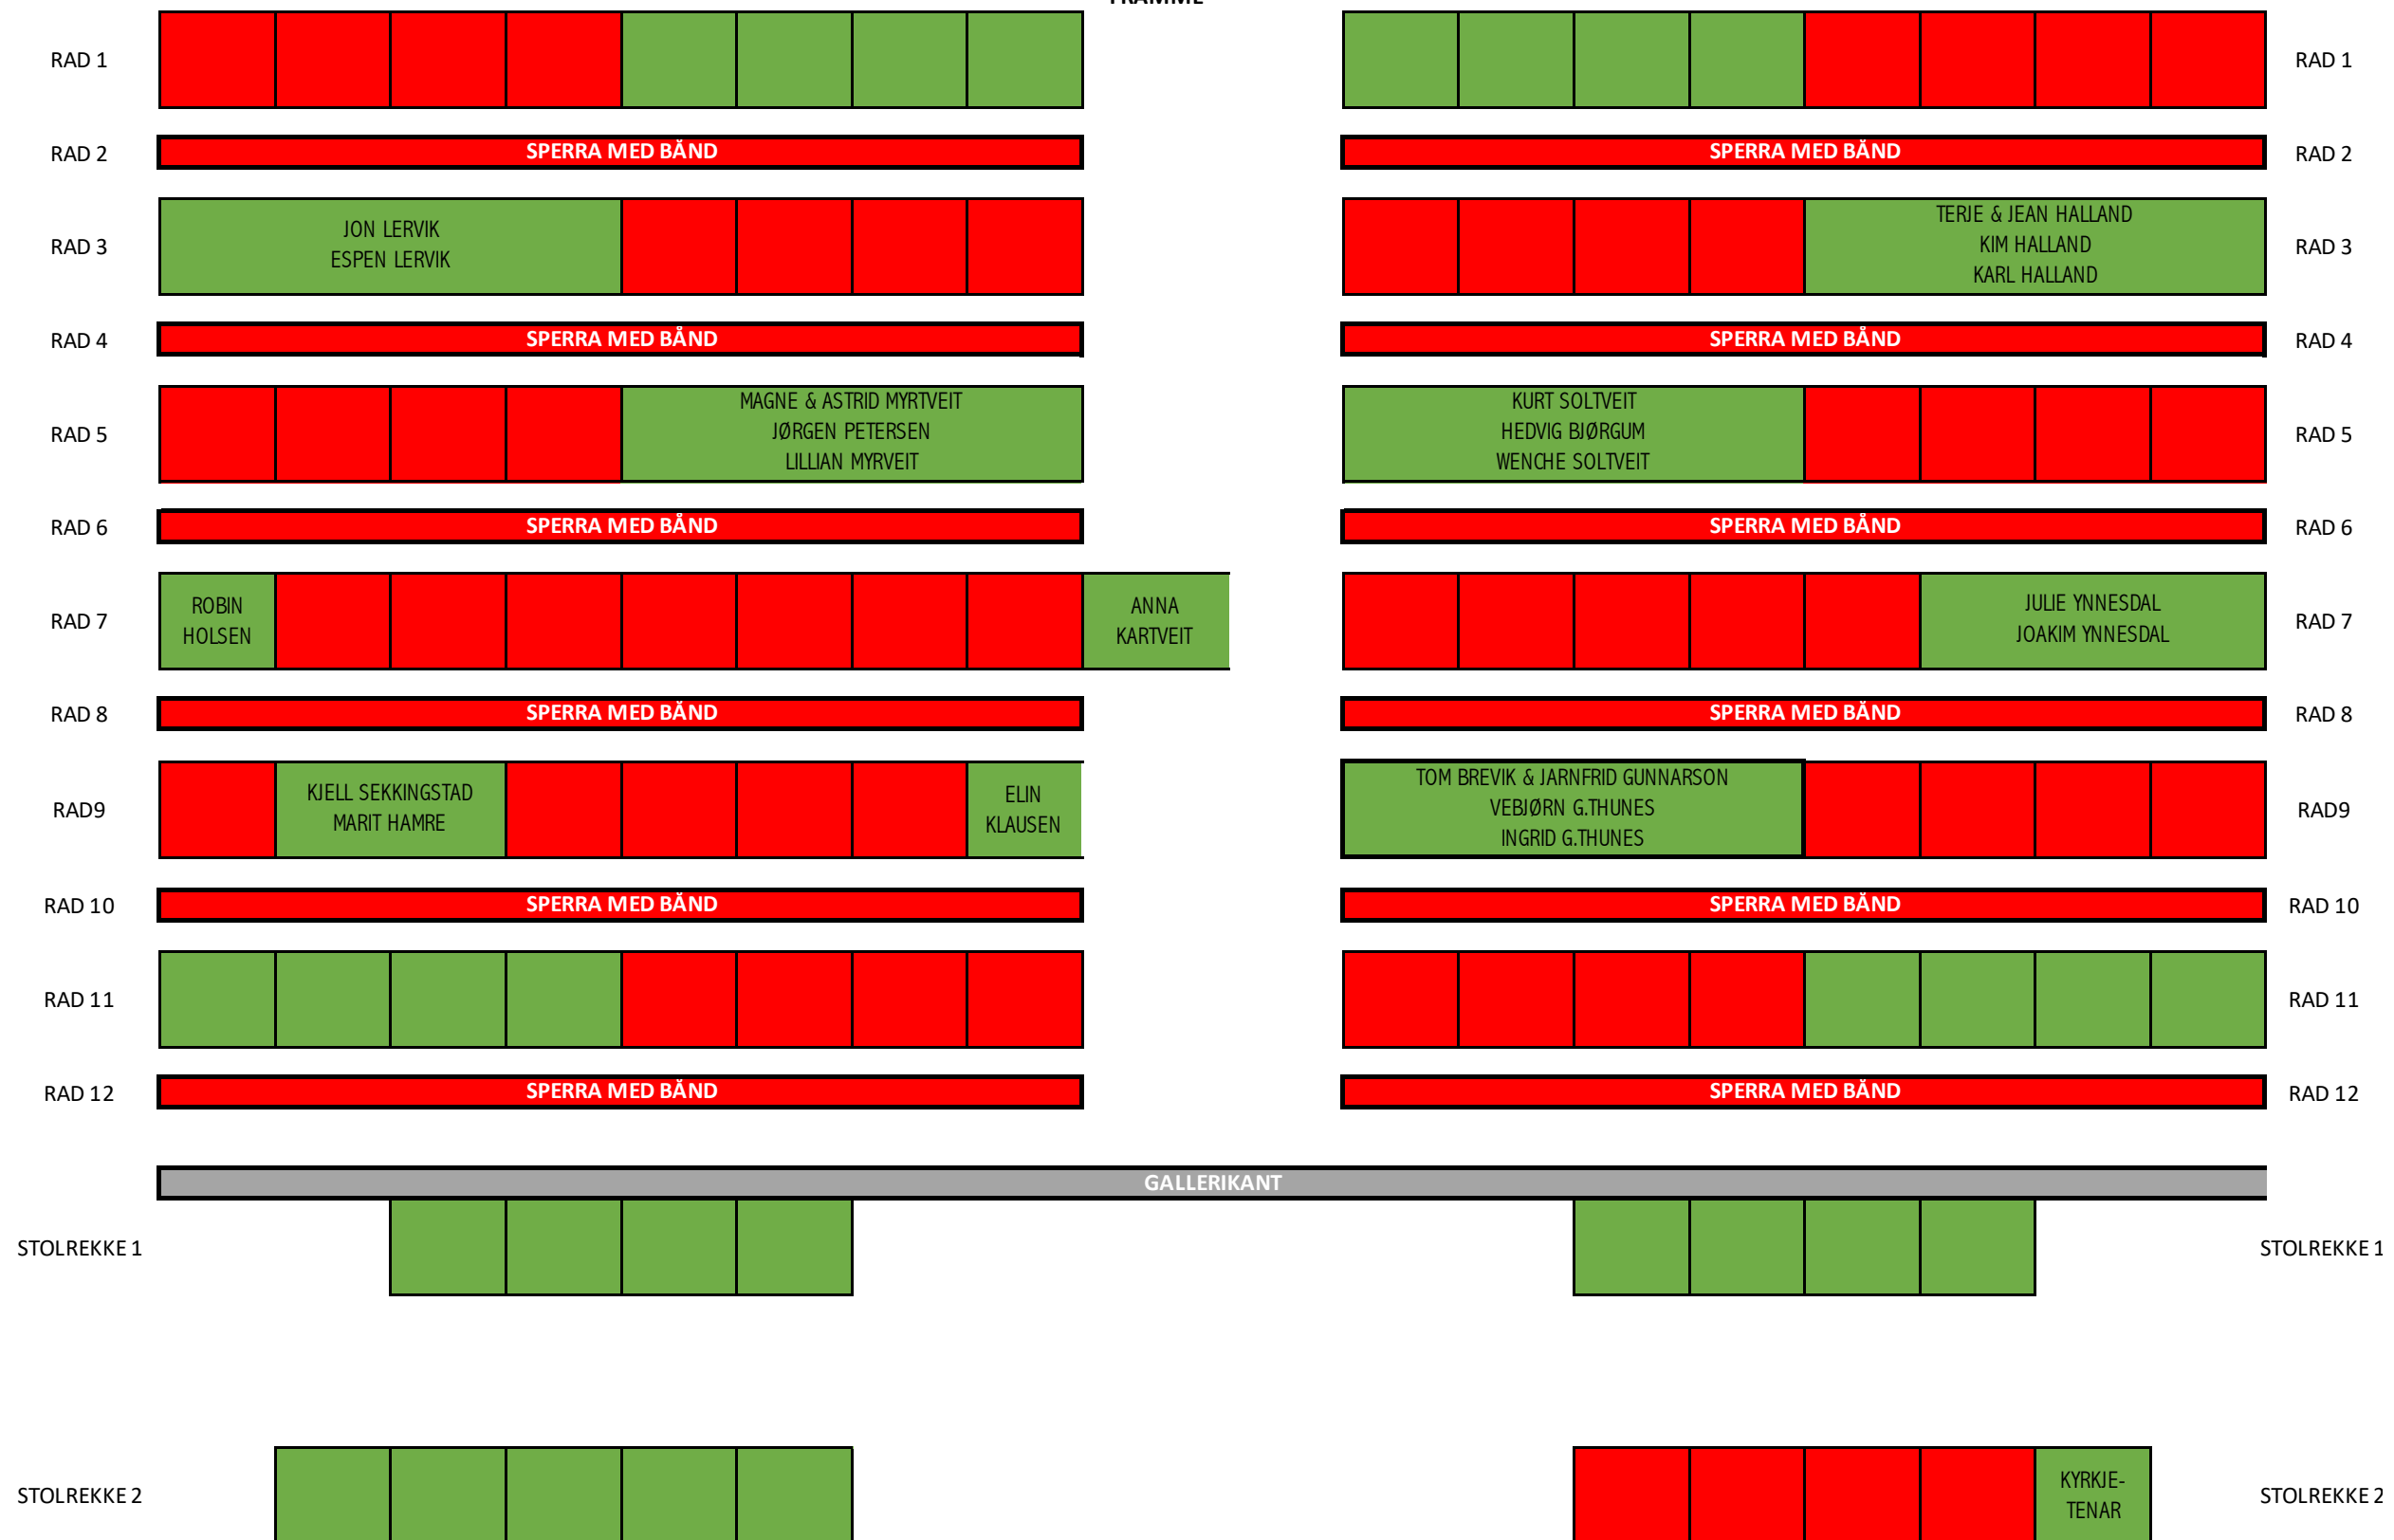 FRAMME
RAD 1
RAD 1
RAD 2
SPERRA MED BÅND
SPERRA MED BÅND
RAD 2
RAD 3
JON LERVIK
ESPEN LERVIK
TERJE & JEAN HALLAND
KIM HALLAND
KARL HALLAND
RAD 3
RAD 4
SPERRA MED BÅND
SPERRA MED BÅND
RAD 4
RAD 5
MAGNE & ASTRID MYRTVEIT
JØRGEN PETERSEN
LILLIAN MYRVEIT
KURT SOLTVEIT
HEDVIG BJØRGUM
WENCHE SOLTVEIT
RAD 5
RAD 6
SPERRA MED BÅND
SPERRA MED BÅND
RAD 6
RAD 7
ROBIN
HOLSEN
ANNA
KARTVEIT
JULIE YNNESDAL
JOAKIM YNNESDAL
RAD 7
RAD 8
SPERRA MED BÅND
SPERRA MED BÅND
RAD 8
RAD9
KJELL SEKKINGSTAD
MARIT HAMRE
ELIN
KLAUSEN
TOM BREVIK & JARNFRID GUNNARSON
VEBJØRN G.THUNES
INGRID G.THUNES
RAD9
RAD 10
SPERRA MED BÅND
SPERRA MED BÅND
RAD 10
RAD 11
RAD 11
RAD 12
SPERRA MED BÅND
SPERRA MED BÅND
RAD 12
GALLERIKANT
STOLREKKE 1
STOLREKKE 1
STOLREKKE 2
KYRKJE-
TENAR
STOLREKKE 2